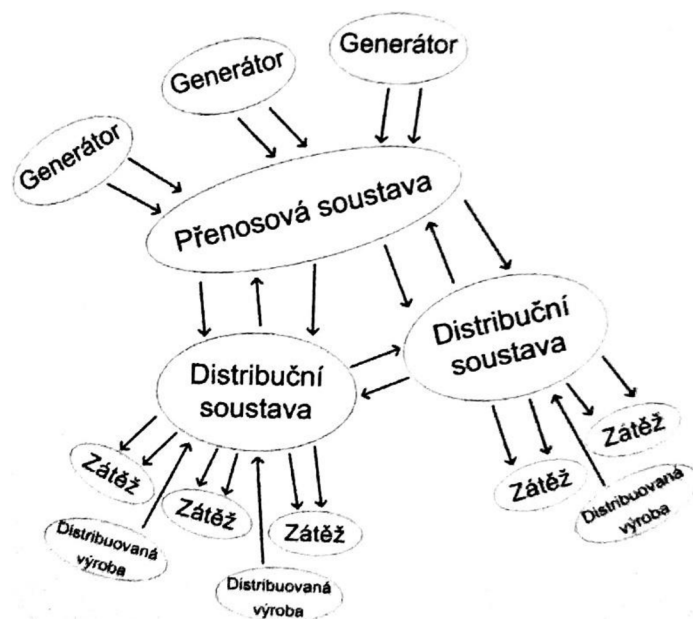 Generátor
Generátor
Generátor
Přenosová soustava
Distribuční
soustava
Distribuční
soustava
Zátěž
Zátěž
Zátěž
Zátěž
Zátěž
Distribuovaná
výroba
Distribuovaná
výroba
Distribuovaná
výroba